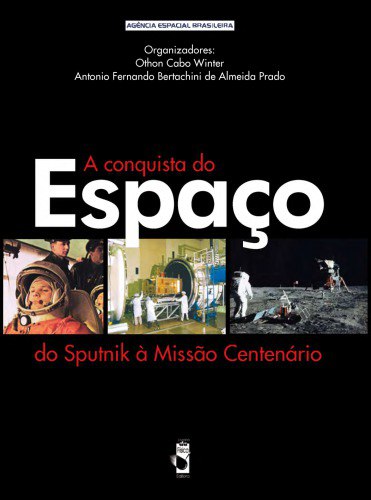 AGÊNCIA ESPACIAL BRASILEIRA
Organizadores:
Othon Cabo Winter
Antonio Fernando Bertachini de Almeida Prado
A conquista do
Espaço
do Sputnik à Missão Centenário